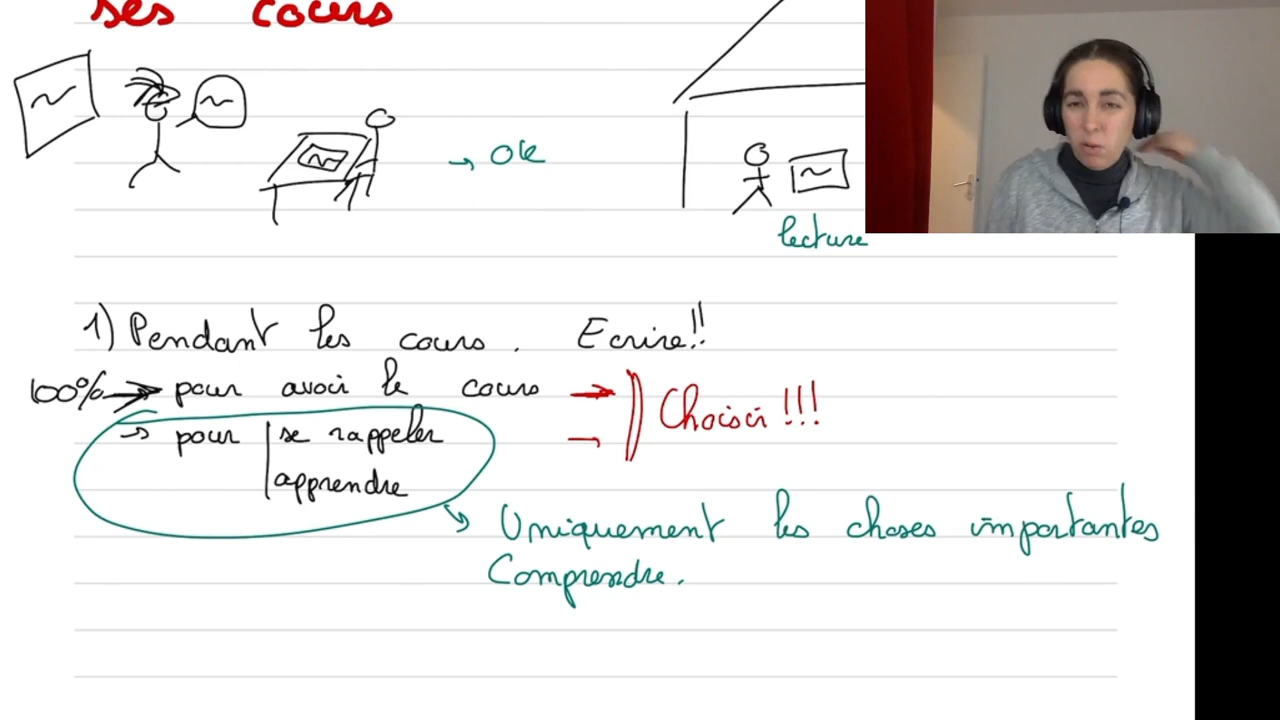 ses cours
→ Ok
lecture
1) Pendant les cours. Ecrire!!
100% → pour avoir le cours → Choisir !!!
→ pour se rappeler →
apprendre
↳ Uniquement les choses importantes
Comprendre.